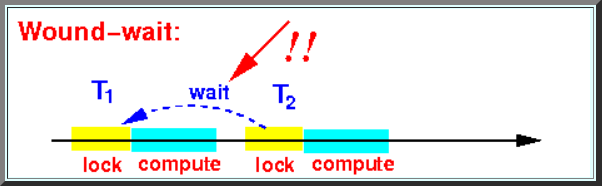 Wound-wait:
!!
T1 wait T2
lock compute lock compute